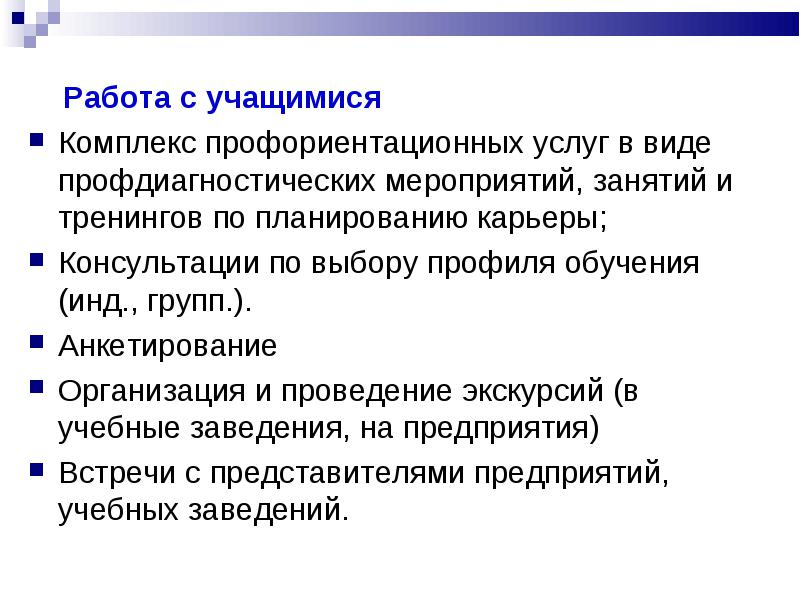 Работа с учащимися
Комплекс профориентационных услуг в виде
профдиагностических мероприятий, занятий и
тренингов по планированию карьеры;
Консультации по выбору профиля обучения
(инд., групп.).
Анкетирование
Организация и проведение экскурсий (в
учебные заведения, на предприятия)
Встречи с представителями предприятий,
учебных заведений.